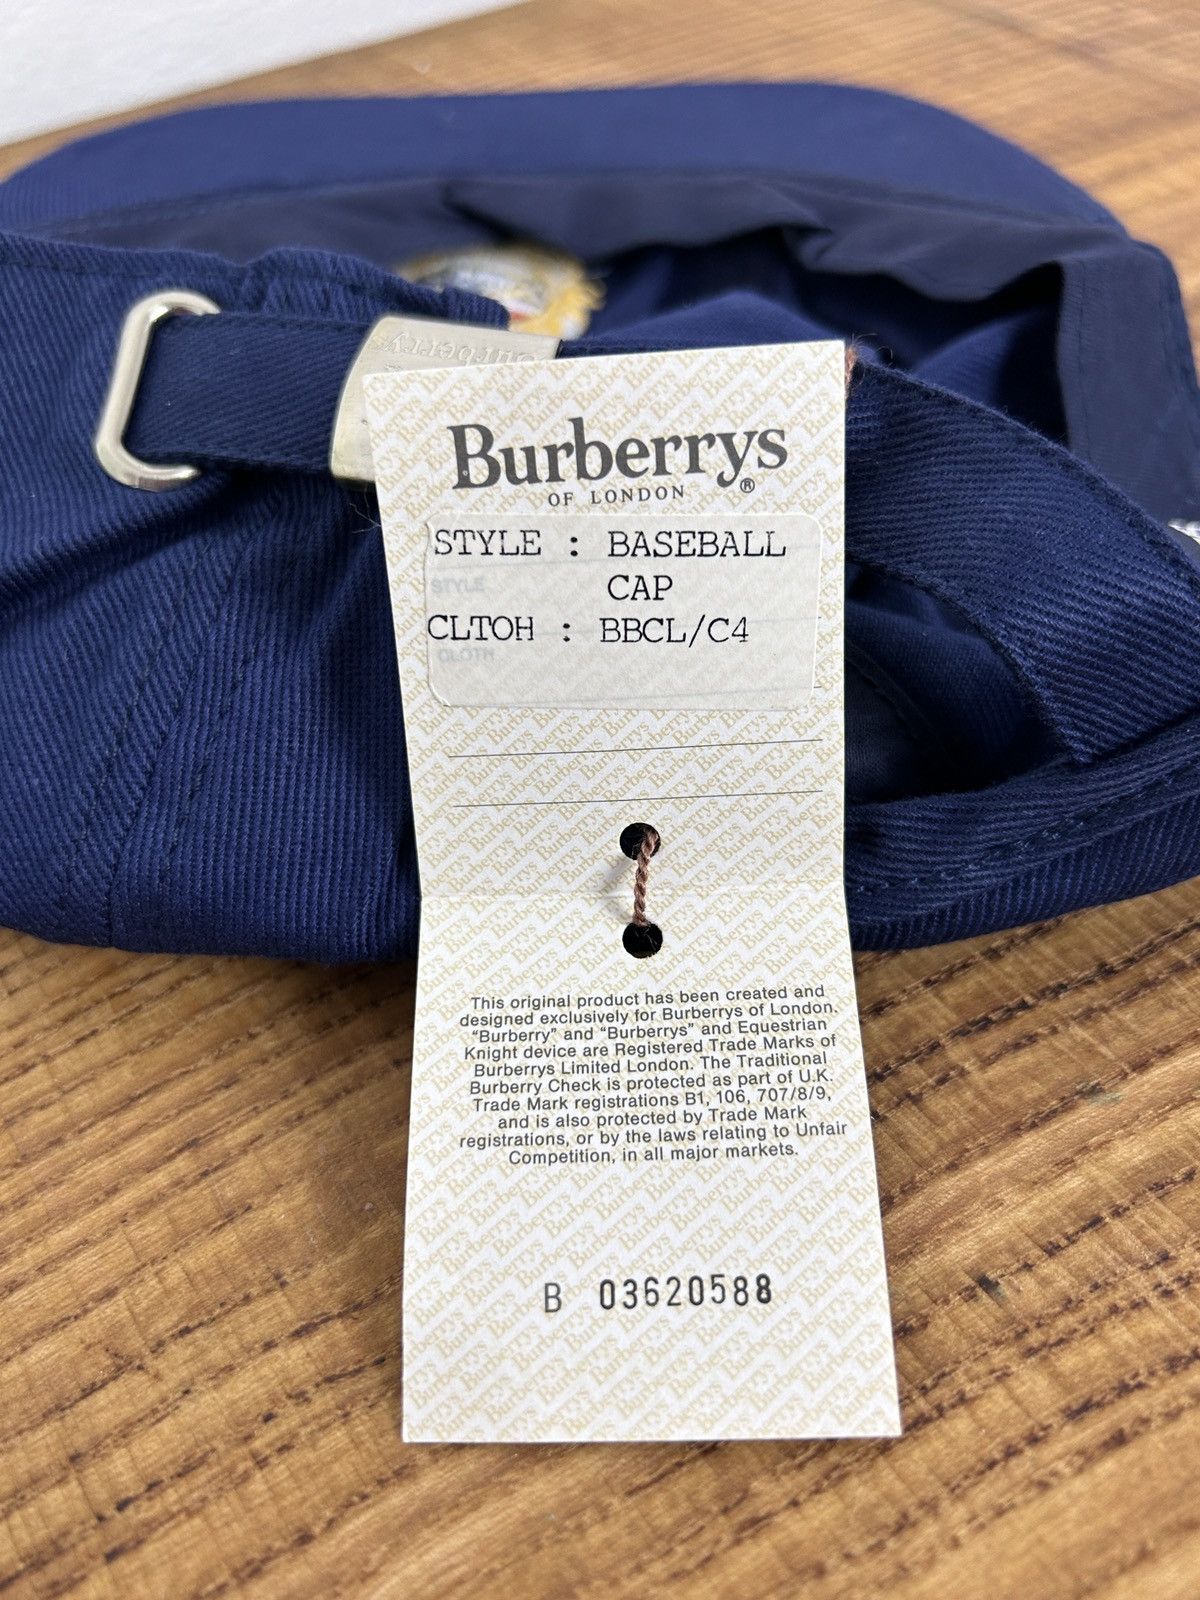 Burberry
Burberrys
OF LONDON ®
STYLE : BASEBALL
STYLE
CAP
CLTOH : BBCL/C4
CLOTH
This original product has been created and
designed exclusively for Burberrys of London.
"Burberry" and "Burberrys" and Equestrian
Knight device are Registered Trade Marks of
Burberrys Limited London. The Traditional
Burberry Check is protected as part of U.K.
Trade Mark registrations B1, 106, 707/8/9,
and is also protected by Trade Mark
registrations, or by the laws relating to Unfair
Competition, in all major markets.
B 03620588